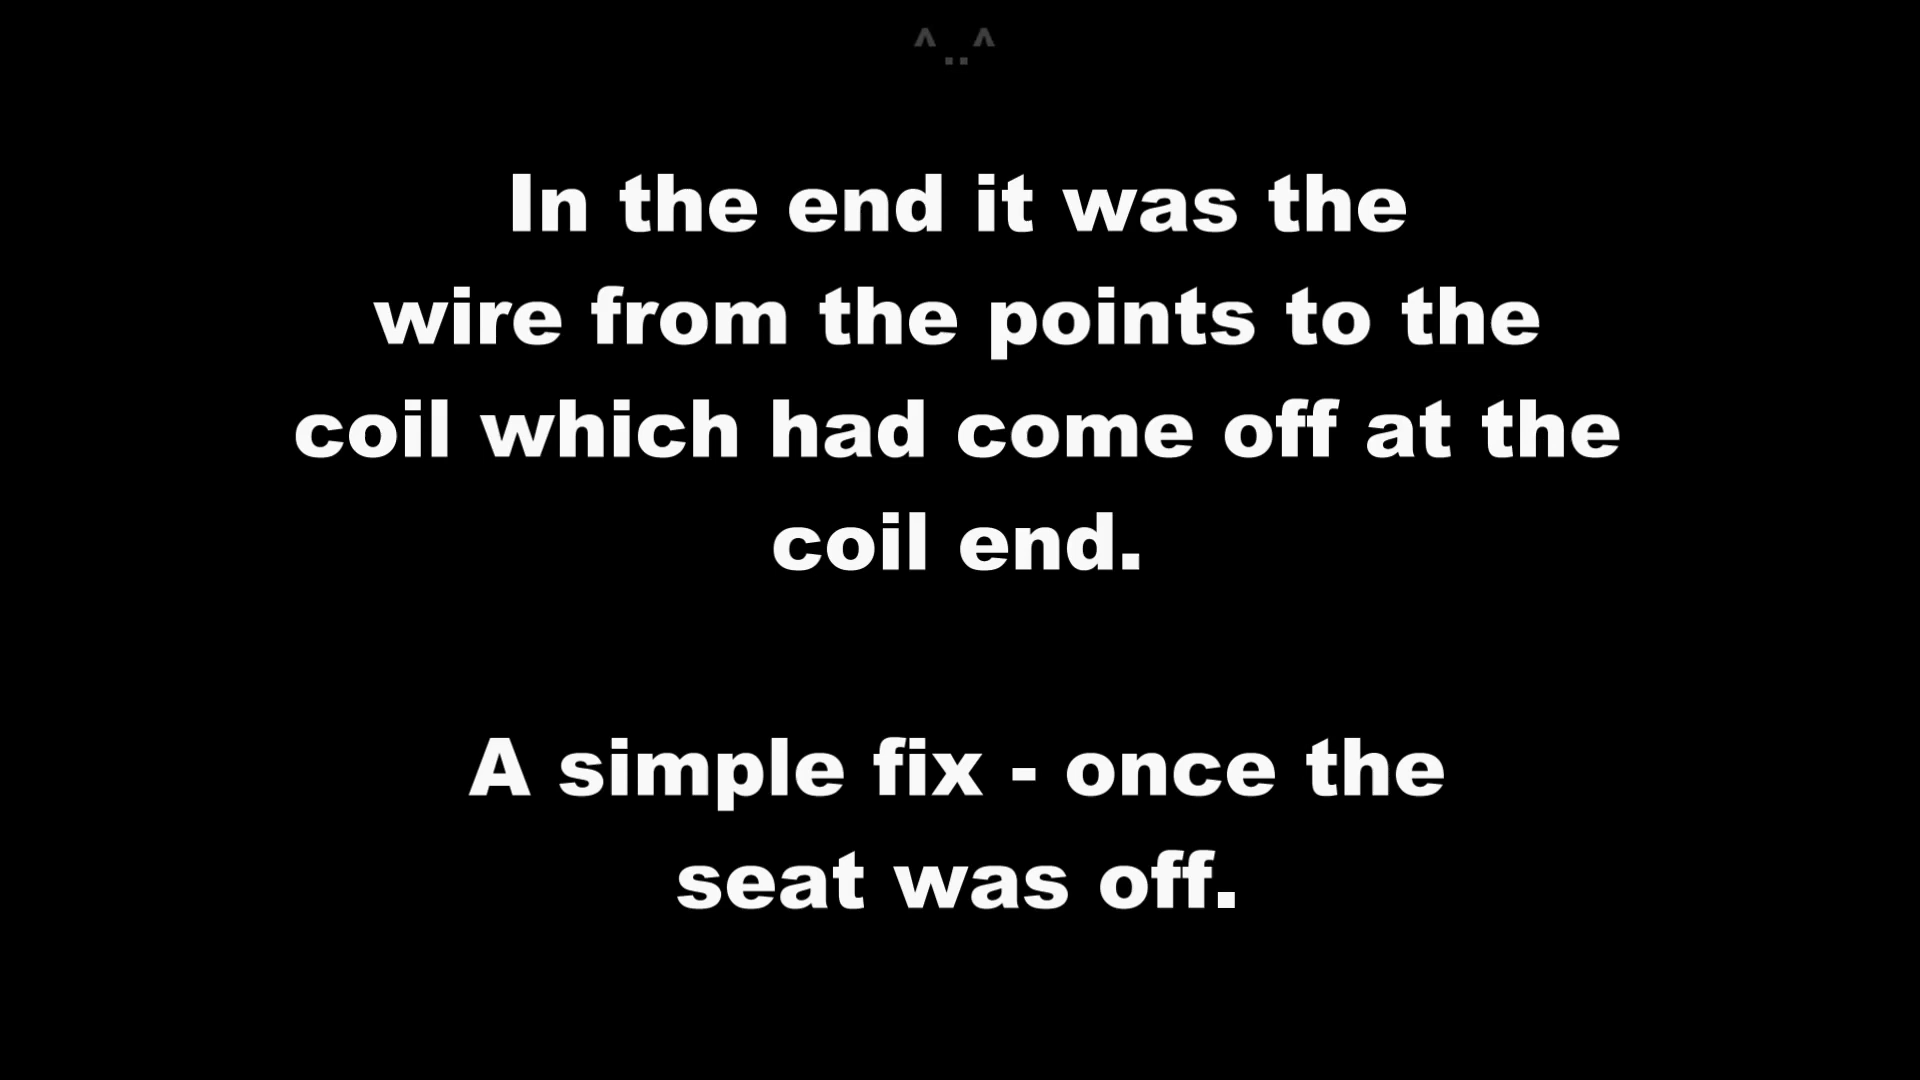 ^..^
In the end it was the
wire from the points to the
coil which had come off at the
coil end.
A simple fix - once the
seat was off.